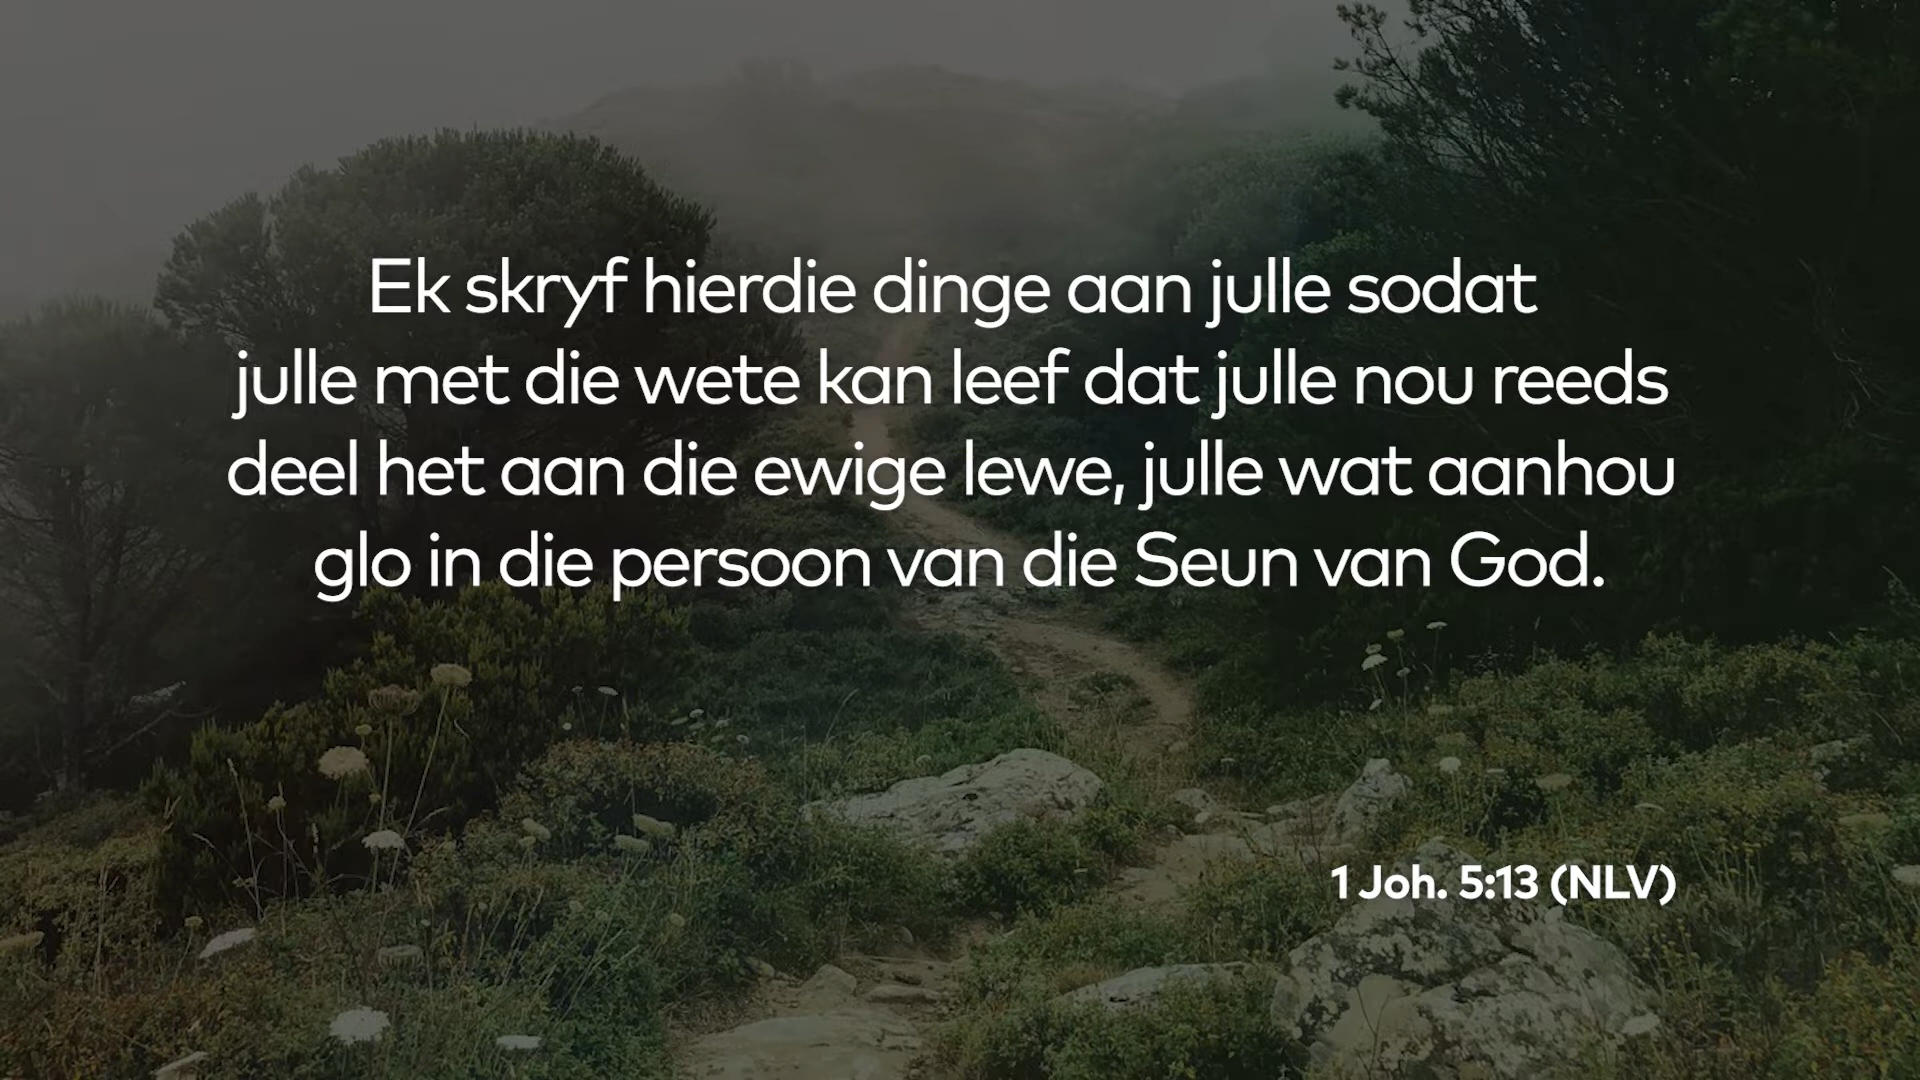 Ek skryf hierdie dinge aan julle sodat
julle met die wete kan leef dat julle nou reeds
deel het aan die ewige lewe, julle wat aanhou
glo in die persoon van die Seun van God.
1 Joh. 5:13 (NLV)